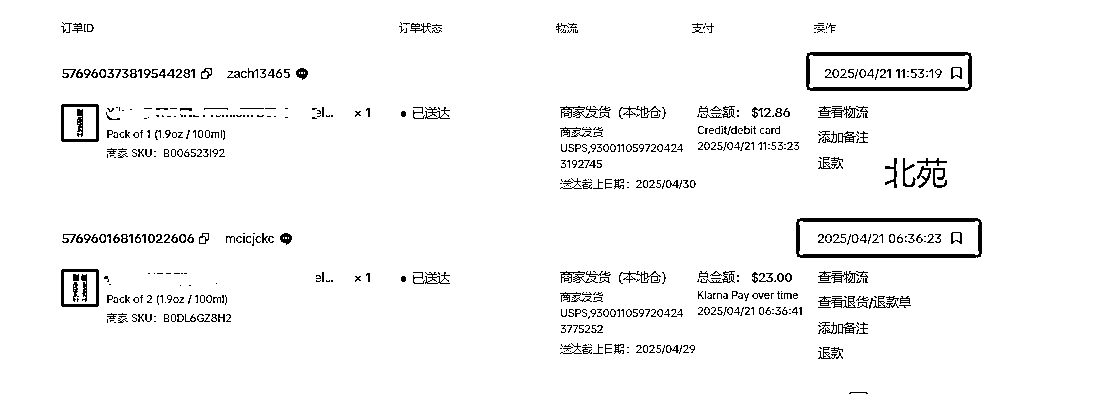 订单ID 订单状态 物流 支付 操作
576960373819544281 zach13465 2025/04/21 11:53:19
el... × 1 已送达 商家发货（本地仓） 总金额： $12.86 查看物流
Pack of 1 (1.9oz / 100ml) 商家发货 Credit/debit card 添加备注
商家 SKU： B006523I92 USPS,930011059720424 2025/04/21 11:53:23 退款
3192745
送达截止日期：2025/04/30
北苑
576960168161022606 mcicjckc 2025/04/21 06:36:23
el... × 1 已送达 商家发货（本地仓） 总金额： $23.00 查看物流
Pack of 2 (1.9oz / 100ml) 商家发货 Klarna Pay over time 查看退货/退款单
商家 SKU： B0DL6GZ8H2 USPS,930011059720424 2025/04/21 06:36:41 添加备注
3775252
送达截止日期：2025/04/29 退款